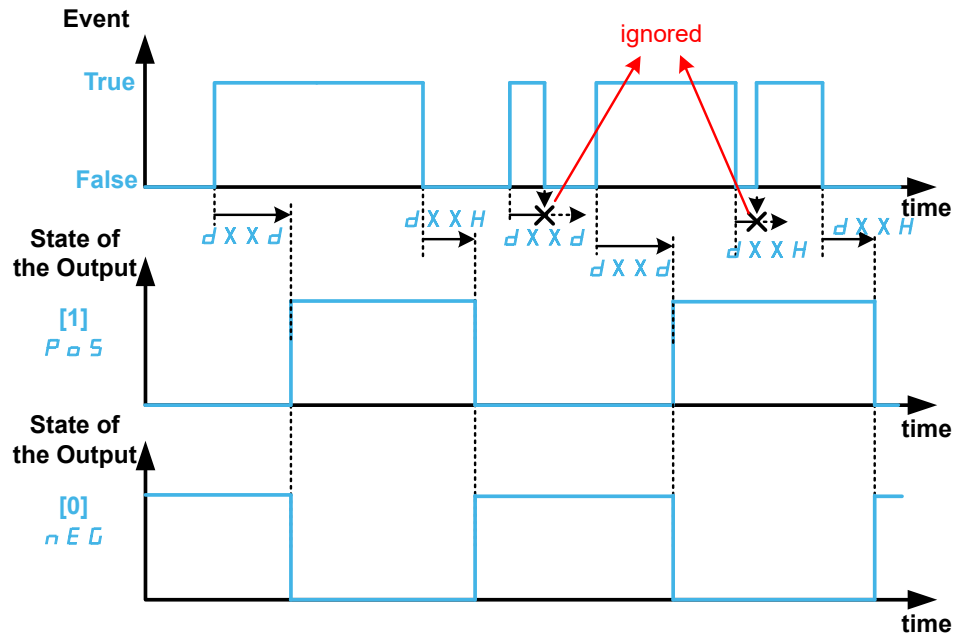 Event
ignored
True
False
time
d X X d
d X X H
d X X d
d X X d
d X X H
d X X H
State of
the Output
[1]
P o S
time
State of
the Output
[0]
n E G
time